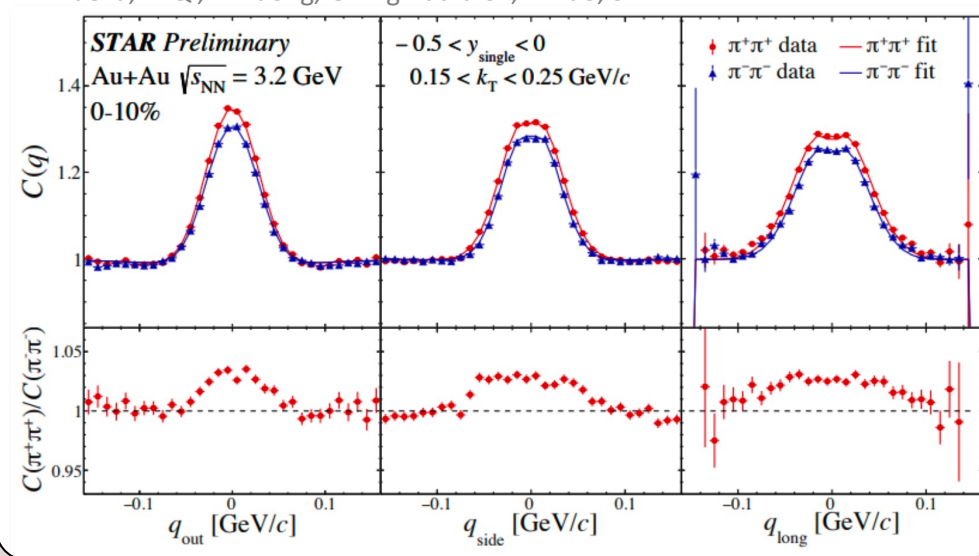 STAR Preliminary
Au+Au √sNN = 3.2 GeV
0-10%
− 0.5 < ysingle < 0
0.15 < kT < 0.25 GeV/c
π+π+ data
π+π+ fit
π−π− data
π−π− fit
C(q)
1.4
1.2
1
C(π+π+)/C(π-π-)
1.05
1
0.95
−0.1 0 0.1
−0.1 0 0.1
−0.1 0 0.1
qout [GeV/c]
qside [GeV/c]
qlong [GeV/c]